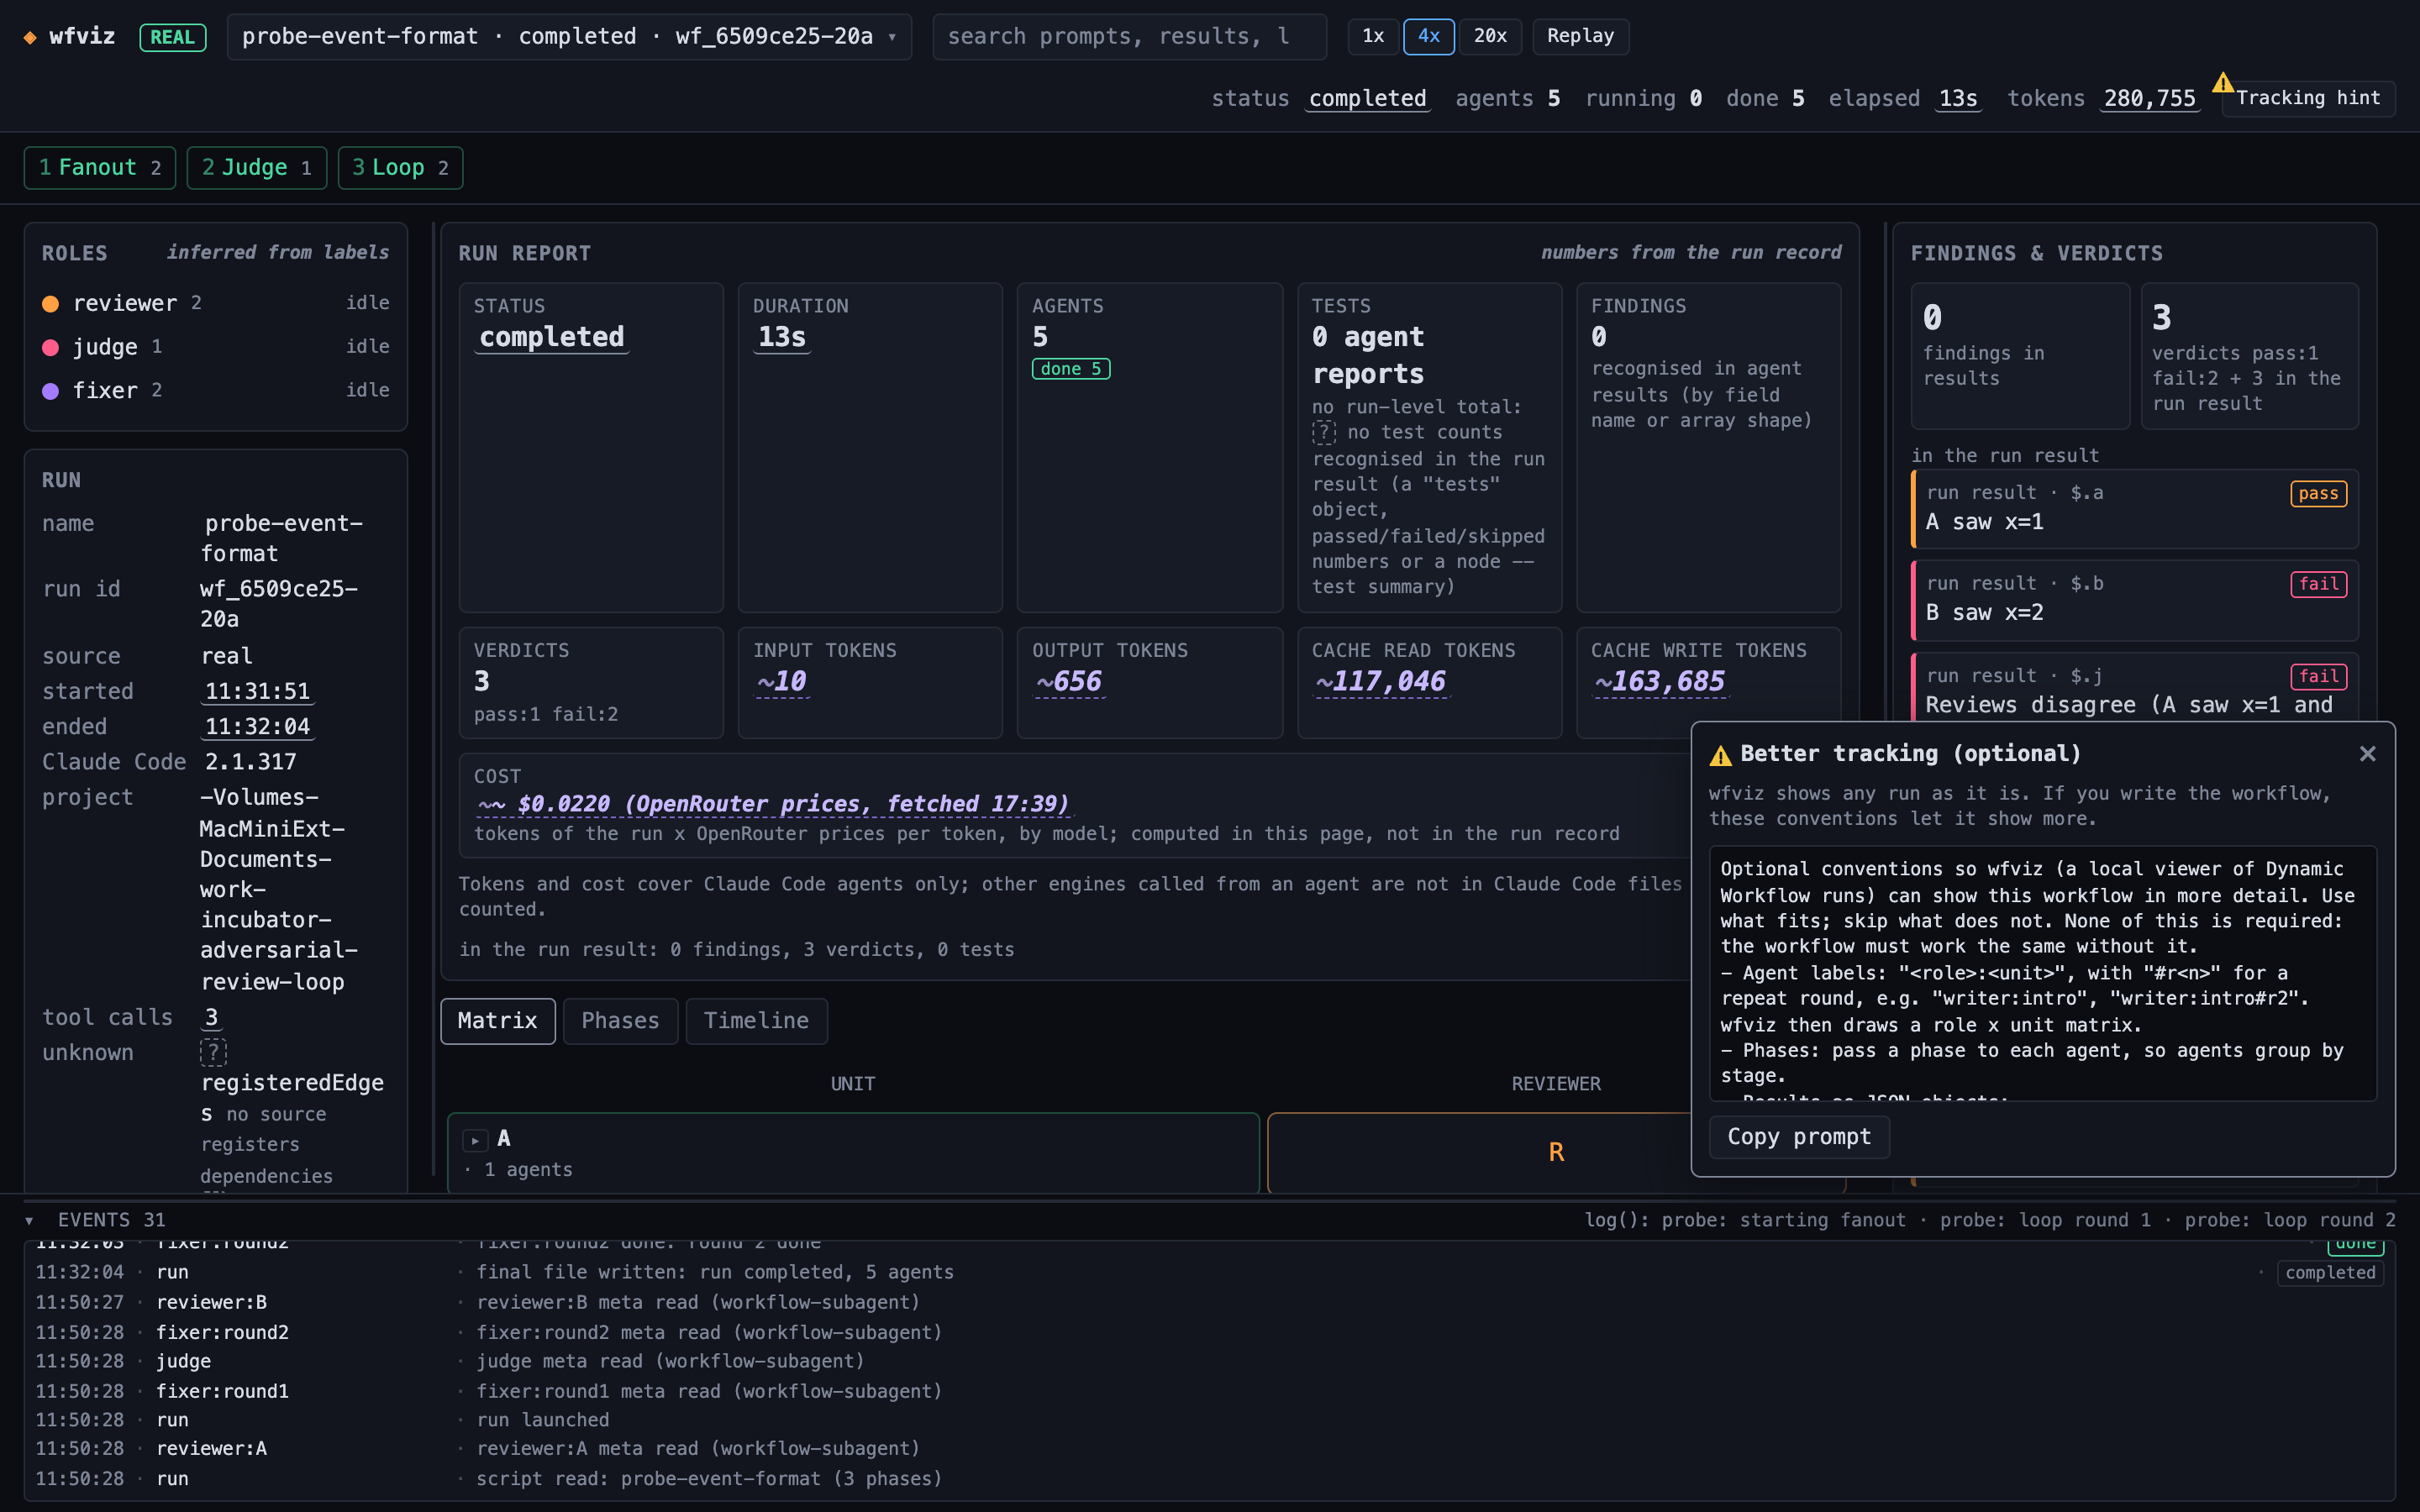 ◈ wfviz REAL probe-event-format · completed · wf_6509ce25-20a ▾ search prompts, results, l 1x 4x 20x Replay
status completed agents 5 running 0 done 5 elapsed 13s tokens 280,755 Tracking hint
1 Fanout 2 2 Judge 1 3 Loop 2
ROLES inferred from labels
reviewer 2 idle
judge 1 idle
fixer 2 idle
RUN
name probe-event-
format
run id wf_6509ce25-
20a
source real
started 11:31:51
ended 11:32:04
Claude Code 2.1.317
project -Volumes-
MacMiniExt-
Documents-
work-
incubator-
adversarial-
review-loop
tool calls 3
unknown ?
registeredEdge
s no source
registers
dependencies
RUN REPORT numbers from the run record
STATUS
completed
DURATION
13s
AGENTS
5
done 5
TESTS
0 agent
reports
no run-level total:
? no test counts
recognised in the run
result (a "tests"
object,
passed/failed/skipped
numbers or a node --
test summary)
FINDINGS
0
recognised in agent
results (by field
name or array shape)
VERDICTS
3
pass:1 fail:2
INPUT TOKENS
~10
OUTPUT TOKENS
~656
CACHE READ TOKENS
~117,046
CACHE WRITE TOKENS
~163,685
COST
~~ $0.0220 (OpenRouter prices, fetched 17:39)
tokens of the run x OpenRouter prices per token, by model; computed in this page, not in the run record
Tokens and cost cover Claude Code agents only; other engines called from an agent are not in Claude Code files
counted.
in the run result: 0 findings, 3 verdicts, 0 tests
Matrix Phases Timeline
UNIT REVIEWER
▸ A
· 1 agents
R
FINDINGS & VERDICTS
0
findings in
results
3
verdicts pass:1
fail:2 + 3 in the
run result
in the run result
run result · $.a pass
A saw x=1
run result · $.b fail
B saw x=2
run result · $.j fail
Reviews disagree (A saw x=1 and
Better tracking (optional) ✕
wfviz shows any run as it is. If you write the workflow,
these conventions let it show more.
Optional conventions so wfviz (a local viewer of Dynamic
Workflow runs) can show this workflow in more detail. Use
what fits; skip what does not. None of this is required:
the workflow must work the same without it.
- Agent labels: "<role>:<unit>", with "#r<n>" for a
repeat round, e.g. "writer:intro", "writer:intro#r2".
wfviz then draws a role x unit matrix.
- Phases: pass a phase to each agent, so agents group by
stage.
- Results as JSON objects:
Copy prompt
▾ EVENTS 31 log(): probe: starting fanout · probe: loop round 1 · probe: loop round 2
11:32:03 · fixer:round2 · fixer:round2 done: round 2 done · done
11:32:04 · run · final file written: run completed, 5 agents · completed
11:50:27 · reviewer:B · reviewer:B meta read (workflow-subagent)
11:50:28 · fixer:round2 · fixer:round2 meta read (workflow-subagent)
11:50:28 · judge · judge meta read (workflow-subagent)
11:50:28 · fixer:round1 · fixer:round1 meta read (workflow-subagent)
11:50:28 · run · run launched
11:50:28 · reviewer:A · reviewer:A meta read (workflow-subagent)
11:50:28 · run · script read: probe-event-format (3 phases)